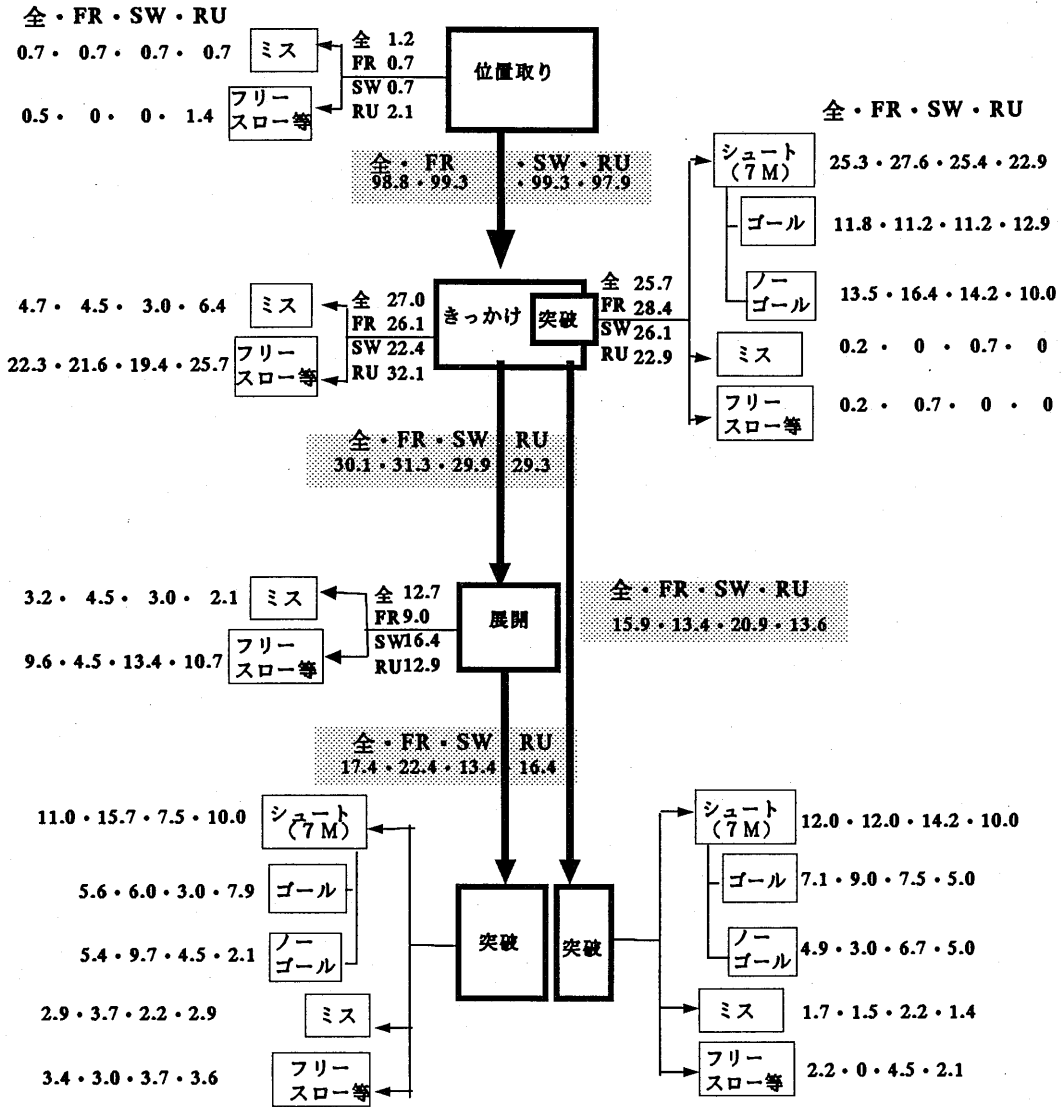 全・FR・SW・RU
0.7・ 0.7・ 0.7・ 0.7
ミス
全 1.2
FR 0.7
SW 0.7
RU 2.1
位置取り
0.5・ 0・ 0・ 1.4
フリー
スロー等
全・FR ・SW・RU
98.8・99.3 ・99.3・97.9
全・FR・SW・RU
シュート
(7M)
25.3・27.6・25.4・22.9
ゴール
11.8・11.2・11.2・12.9
ノー
ゴール
13.5・16.4・14.2・10.0
ミス
0.2・ 0・ 0.7・ 0
フリー
スロー等
0.2・ 0.7・ 0・ 0
4.7・ 4.5・ 3.0・ 6.4
ミス
22.3・21.6・19.4・25.7
フリー
スロー等
全 27.0
FR 26.1
SW 22.4
RU 32.1
きっかけ
突破
全 25.7
FR 28.4
SW 26.1
RU 22.9
全・FR・SW RU
30.1・31.3・29.9・29.3
3.2・ 4.5・ 3.0・ 2.1
ミス
9.6・4.5・13.4・10.7
フリー
スロー等
全 12.7
FR 9.0
SW 16.4
RU 12.9
展開
全・FR・SW・RU
15.9・13.4・20.9・13.6
全・FR・SW RU
17.4・22.4・13.4・16.4
11.0・15.7・7.5・10.0
シュート
(7M)
5.6・6.0・3.0・7.9
ゴール
5.4・9.7・4.5・2.1
ノー
ゴール
2.9・3.7・2.2・2.9
ミス
3.4・3.0・3.7・3.6
フリー
スロー等
突破
突破
シュート
(7M)
12.0・12.0・14.2・10.0
ゴール
7.1・9.0・7.5・5.0
ノー
ゴール
4.9・3.0・6.7・5.0
ミス
1.7・1.5・2.2・1.4
フリー
スロー等
2.2・0・4.5・2.1